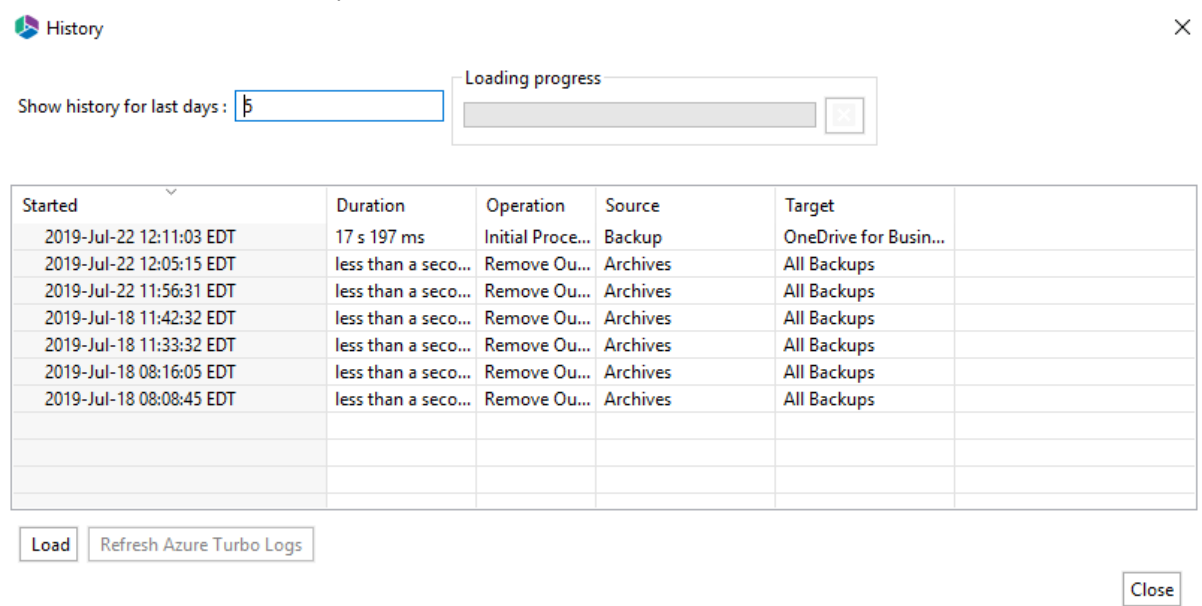 History
Loading progress
Show history for last days : 5
Started Duration Operation Source Target
2019-Jul-22 12:11:03 EDT 17 s 197 ms Initial Proce... Backup OneDrive for Busin...
2019-Jul-22 12:05:15 EDT less than a seco... Remove Ou... Archives All Backups
2019-Jul-22 11:56:31 EDT less than a seco... Remove Ou... Archives All Backups
2019-Jul-18 11:42:32 EDT less than a seco... Remove Ou... Archives All Backups
2019-Jul-18 11:33:32 EDT less than a seco... Remove Ou... Archives All Backups
2019-Jul-18 08:16:05 EDT less than a seco... Remove Ou... Archives All Backups
2019-Jul-18 08:08:45 EDT less than a seco... Remove Ou... Archives All Backups
Load Refresh Azure Turbo Logs
Close